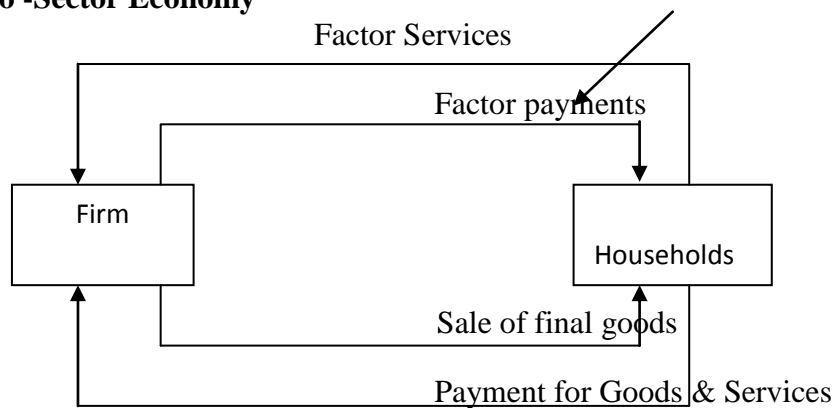 -Sector Economy
Factor Services
Factor payments
Firm
Households
Sale of final goods
Payment for Goods & Services